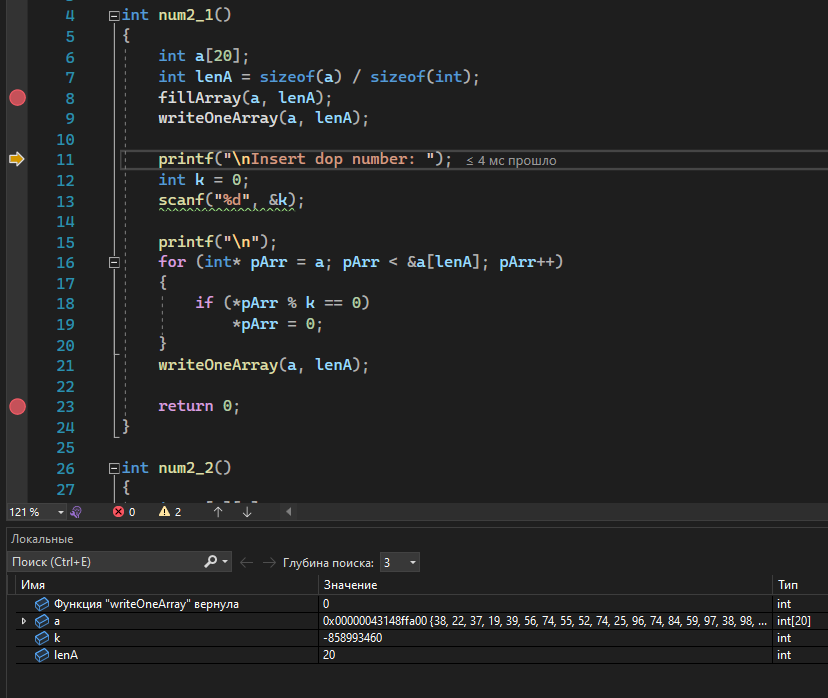 4 int num2_1()
5 {
6 int a[20];
7 int lenA = sizeof(a) / sizeof(int);
8 fillArray(a, lenA);
9 writeOneArray(a, lenA);
10
11 printf("\nInsert dop number: "); ≤ 4 мс прошло
12 int k = 0;
13 scanf("%d", &k);
14
15 printf("\n");
16 for (int* pArr = a; pArr < &a[lenA]; pArr++)
17 {
18 if (*pArr % k == 0)
19 *pArr = 0;
20 }
21 writeOneArray(a, lenA);
22
23 return 0;
24 }
25
26 int num2_2()
27 {
121 % 0 2
Локальные
Поиск (Ctrl+E) Глубина поиска: 3
Имя Значение Тип
Функция "writeOneArray" вернула 0 int
a 0x00000043148ffa00 {38, 22, 37, 19, 39, 56, 74, 55, 52, 74, 25, 96, 74, 84, 59, 97, 38, 98, ... int[20]
k -858993460 int
lenA 20 int